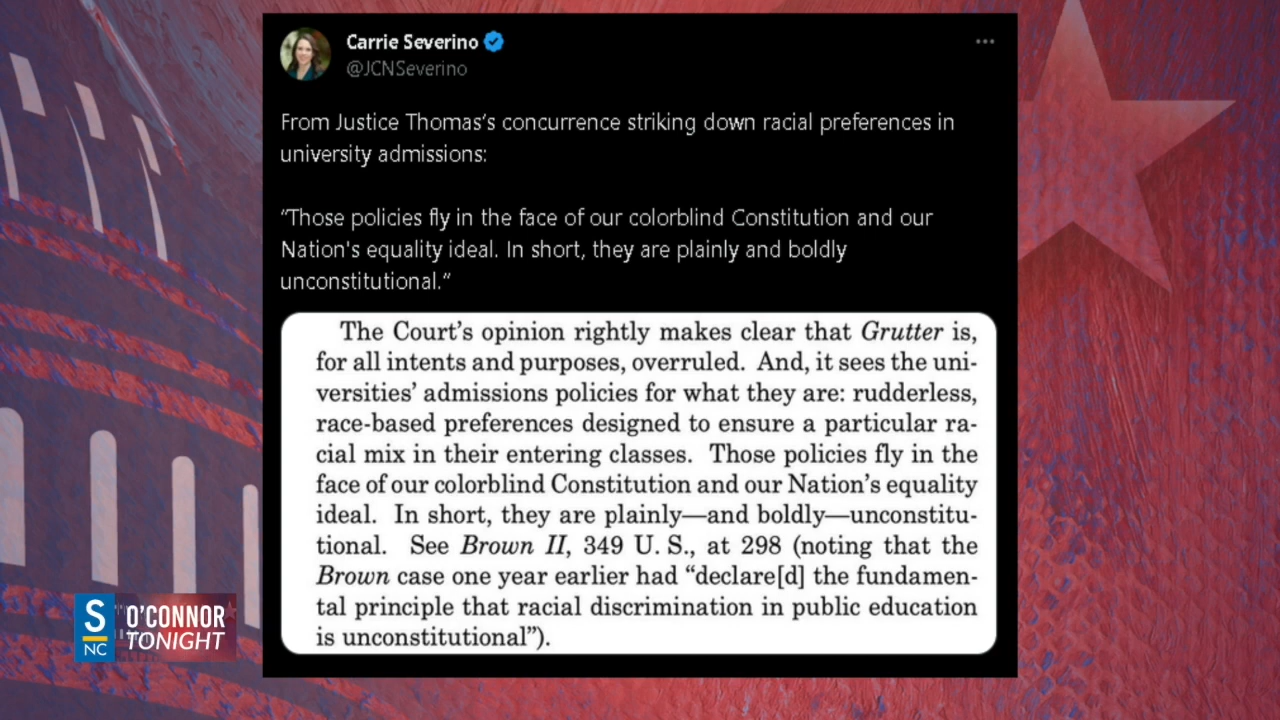 Carrie Severino
@JCNSeverino
From Justice Thomas's concurrence striking down racial preferences in
university admissions:
“Those policies fly in the face of our colorblind Constitution and our
Nation's equality ideal. In short, they are plainly and boldly
unconstitutional.”
The Court's opinion rightly makes clear that Grutter is,
for all intents and purposes, overruled. And, it sees the uni-
versities' admissions policies for what they are: rudderless,
race-based preferences designed to ensure a particular ra-
cial mix in their entering classes. Those policies fly in the
face of our colorblind Constitution and our Nation's equality
ideal. In short, they are plainly—and boldly—unconstitu-
tional. See Brown II, 349 U. S., at 298 (noting that the
Brown case one year earlier had “declare[d] the fundamen-
tal principle that racial discrimination in public education
is unconstitutional”).
S
NC
O'CONNOR
TONIGHT